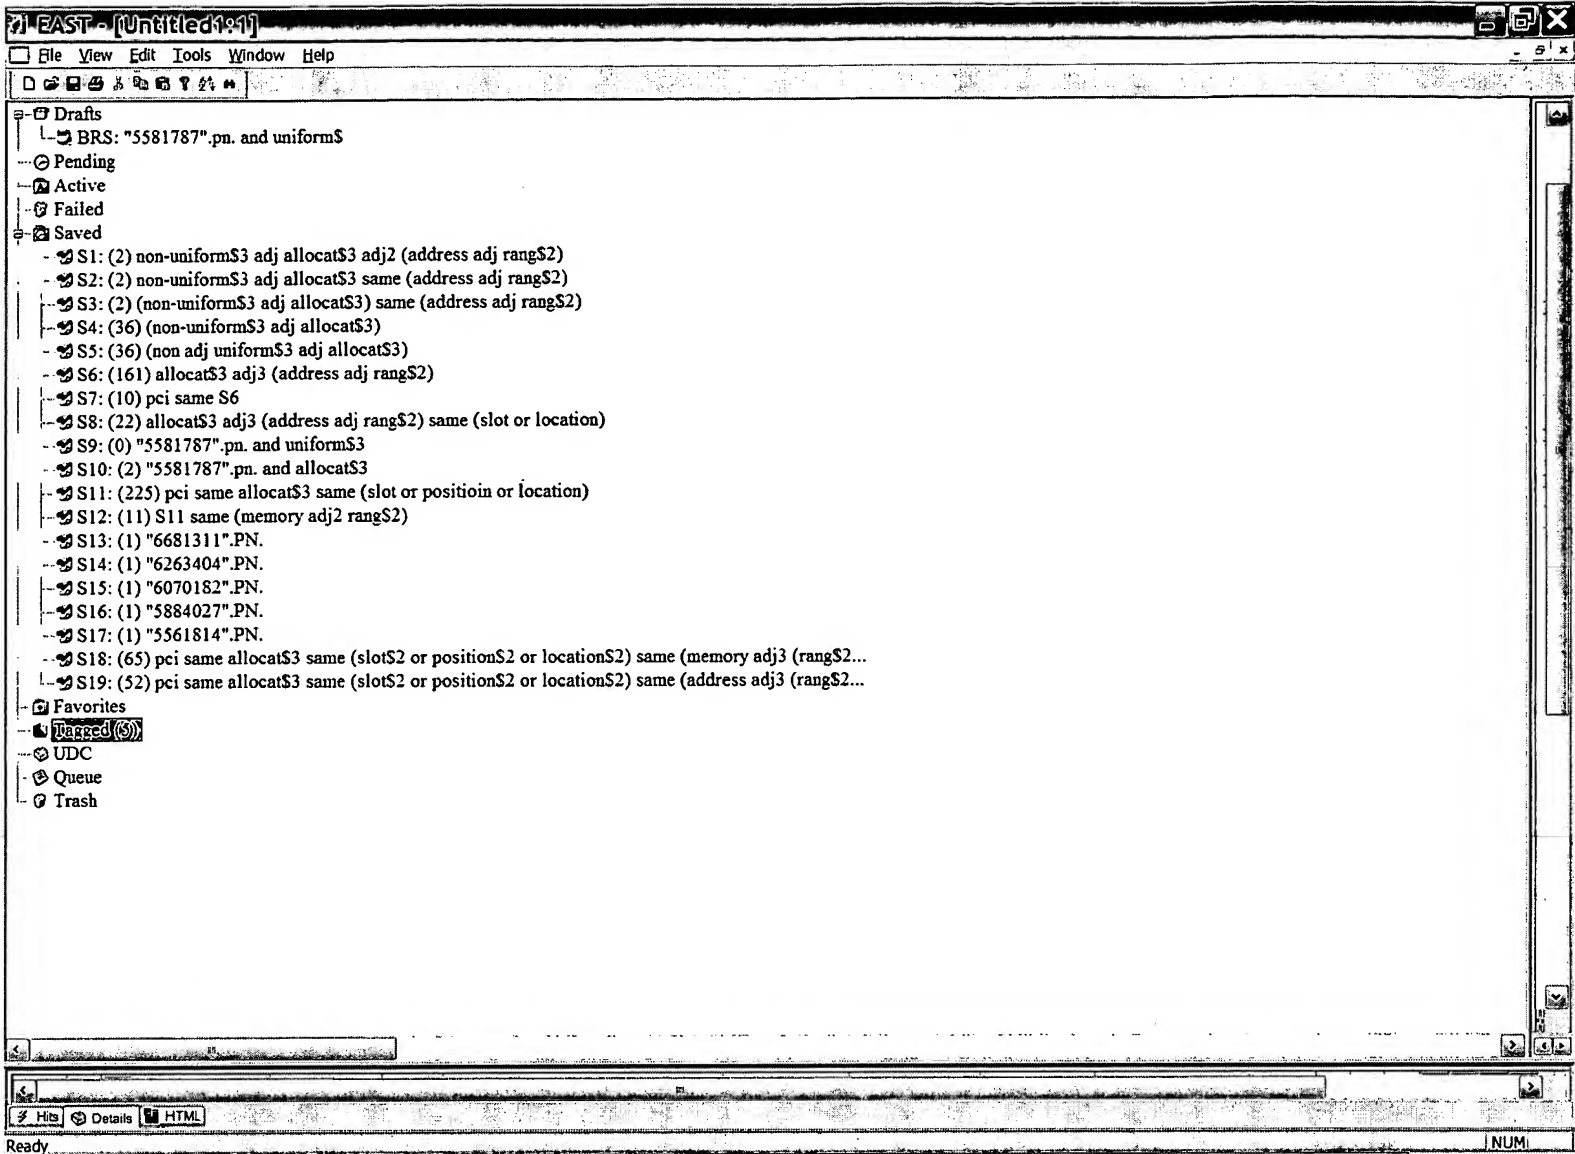 EAST - [Untitled1:1]
File View Edit Tools Window Help
Drafts
BRS: "5581787".pn. and uniform$
Pending
Active
Failed
Saved
S1: (2) non-uniform$3 adj allocat$3 adj2 (address adj rang$2)
S2: (2) non-uniform$3 adj allocat$3 same (address adj rang$2)
S3: (2) (non-uniform$3 adj allocat$3) same (address adj rang$2)
S4: (36) (non-uniform$3 adj allocat$3)
S5: (36) (non adj uniform$3 adj allocat$3)
S6: (161) allocat$3 adj3 (address adj rang$2)
S7: (10) pci same S6
S8: (22) allocat$3 adj3 (address adj rang$2) same (slot or location)
S9: (0) "5581787".pn. and uniform$3
S10: (2) "5581787".pn. and allocat$3
S11: (225) pci same allocat$3 same (slot or positioin or location)
S12: (11) S11 same (memory adj2 rang$2)
S13: (1) "6681311".PN.
S14: (1) "6263404".PN.
S15: (1) "6070182".PN.
S16: (1) "5884027".PN.
S17: (1) "5561814".PN.
S18: (65) pci same allocat$3 same (slot$2 or position$2 or location$2) same (memory adj3 (rang$2...
S19: (52) pci same allocat$3 same (slot$2 or position$2 or location$2) same (address adj3 (rang$2...
Favorites
Tagged (5)
UDC
Queue
Trash
Hits Details HTML
Ready NUM